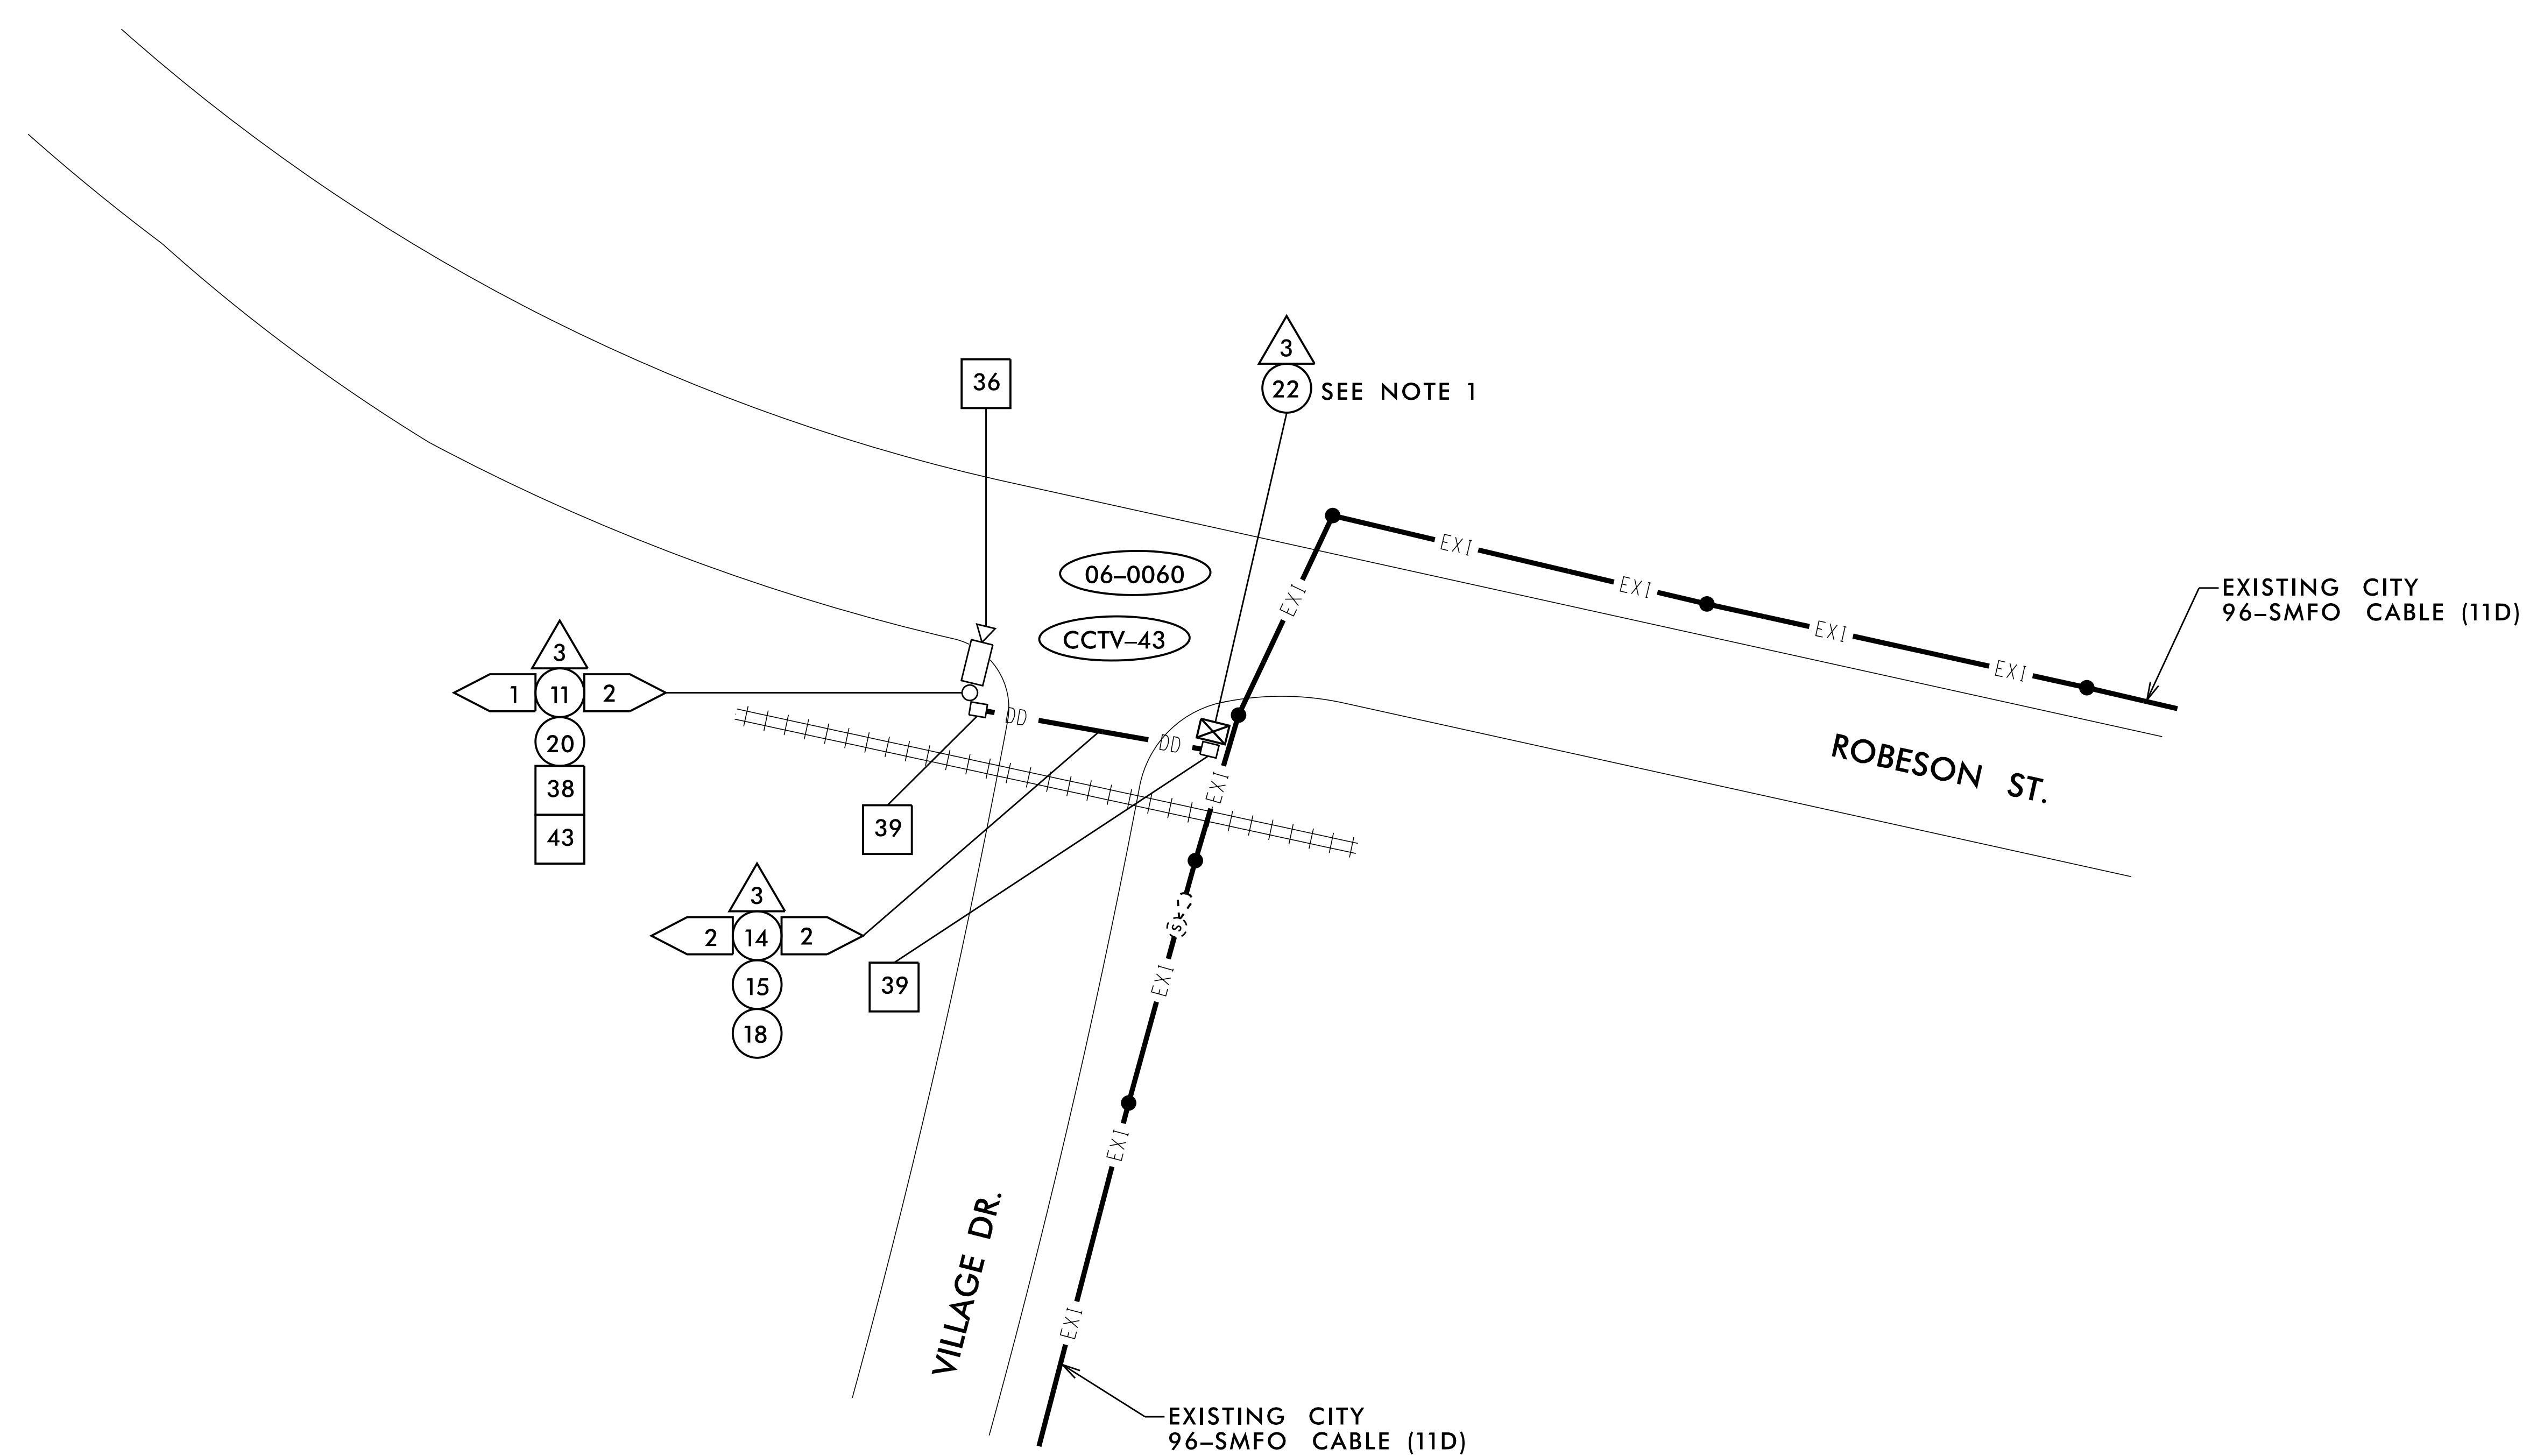 3
36
22 SEE NOTE 1
EXI
EXI
06–0060
EXI
EXISTING CITY
96–SMFO CABLE (11D)
EXI
EXI
CCTV–43
3
1 11 2
20
38
43
DD
DD
ROBESON ST.
EXI
39
3
2 14 2
15
18
S
EXI
39
EXI
VILLAGE DR.
EXI
EXISTING CITY
96–SMFO CABLE (11D)